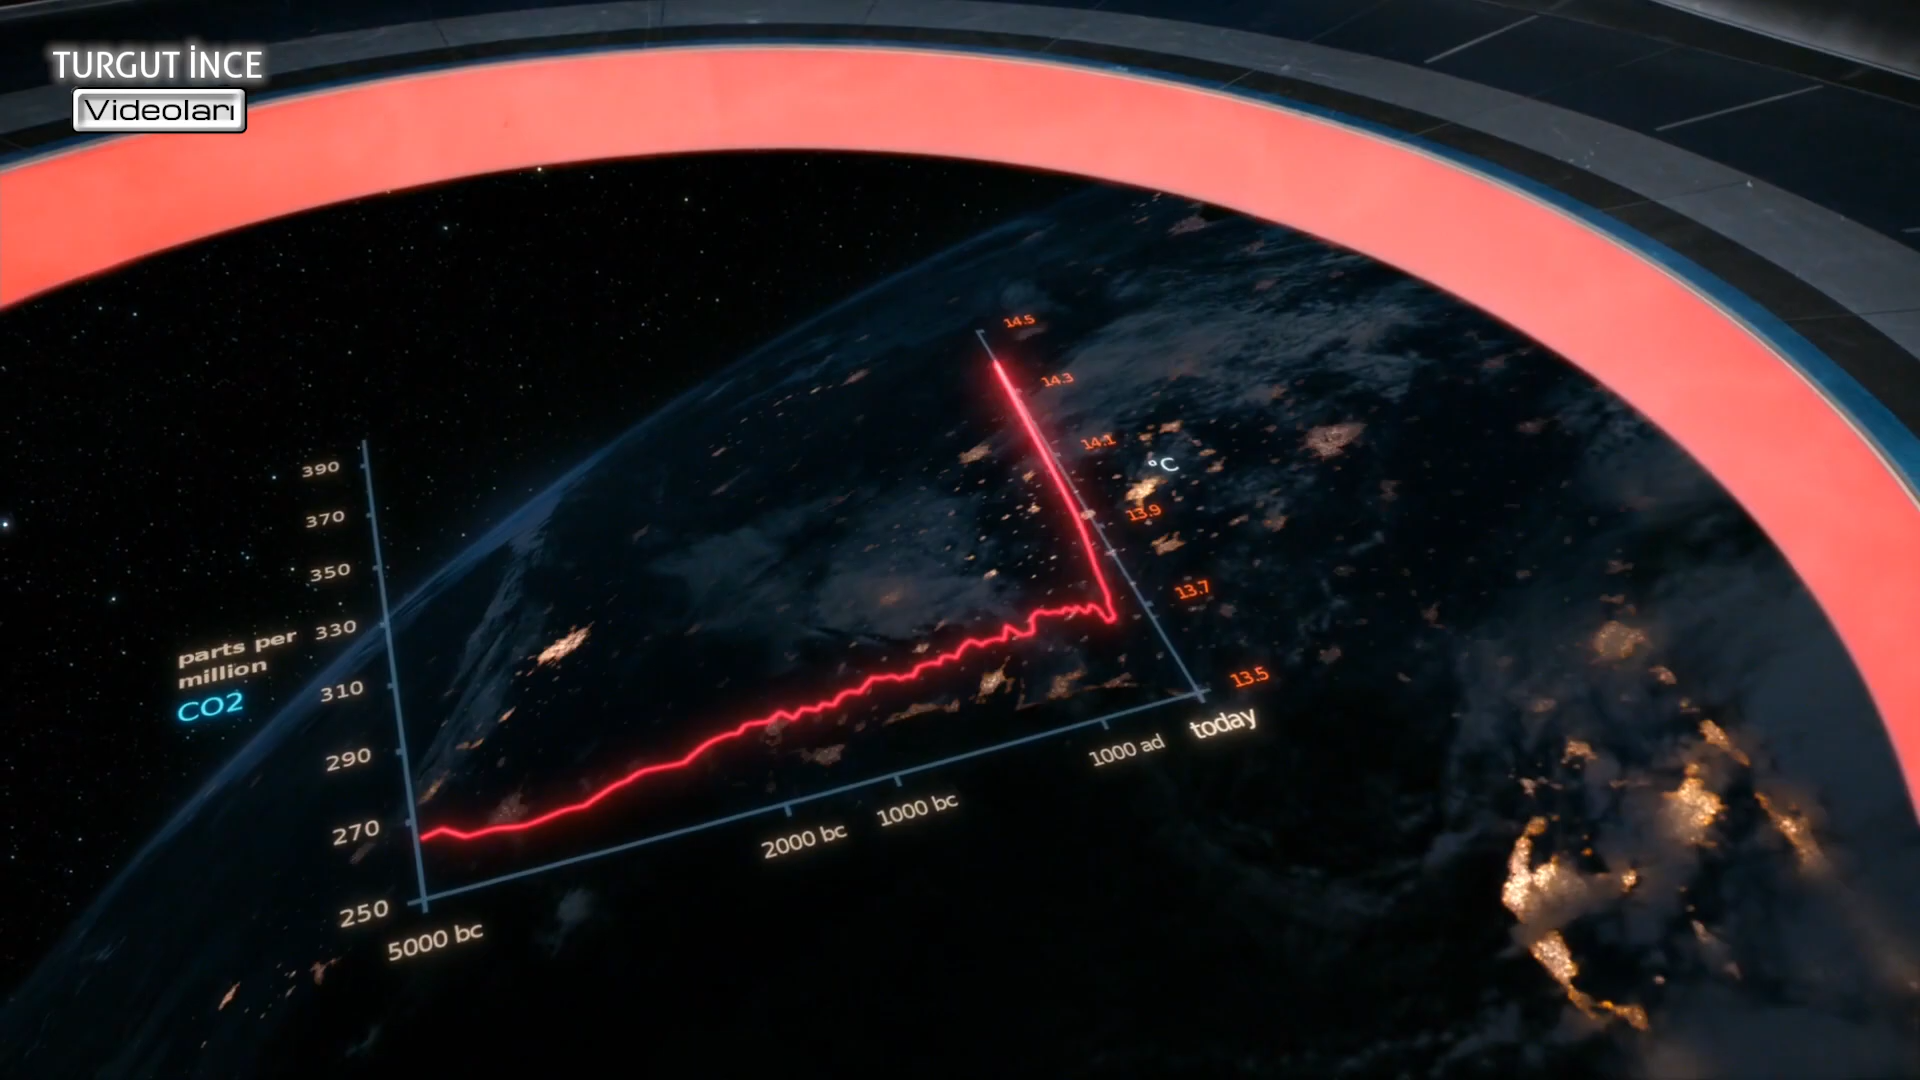 TURGUT İNCE
Videoları
390
370
350
330
310
290
270
250
parts per
million
CO2
14.5
14.3
14.1
°C
13.9
13.7
13.5
5000 bc
2000 bc
1000 bc
1000 ad
today